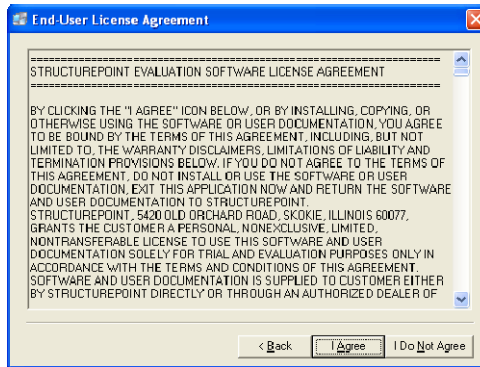 End-User License Agreement
================================================================
STRUCTUREPOINT EVALUATION SOFTWARE LICENSE AGREEMENT
================================================================
BY CLICKING THE "I AGREE" ICON BELOW, OR BY INSTALLING, COPYING, OR
OTHERWISE USING THE SOFTWARE OR USER DOCUMENTATION, YOU AGREE
TO BE BOUND BY THE TERMS OF THIS AGREEMENT, INCLUDING, BUT NOT
LIMITED TO, THE WARRANTY DISCLAIMERS, LIMITATIONS OF LIABILITY AND
TERMINATION PROVISIONS BELOW. IF YOU DO NOT AGREE TO THE TERMS OF
THIS AGREEMENT, DO NOT INSTALL OR USE THE SOFTWARE OR USER
DOCUMENTATION, EXIT THIS APPLICATION NOW AND RETURN THE SOFTWARE
AND USER DOCUMENTATION TO STRUCTUREPOINT.
STRUCTUREPOINT, 5420 OLD ORCHARD ROAD, SKOKIE, ILLINOIS 60077,
GRANTS THE CUSTOMER A PERSONAL, NONEXCLUSIVE, LIMITED,
NONTRANSFERABLE LICENSE TO USE THIS SOFTWARE AND USER
DOCUMENTATION SOLELY FOR TRIAL AND EVALUATION PURPOSES ONLY IN
ACCORDANCE WITH THE TERMS AND CONDITIONS OF THIS AGREEMENT.
SOFTWARE AND USER DOCUMENTATION IS SUPPLIED TO CUSTOMER EITHER
BY STRUCTUREPOINT DIRECTLY OR THROUGH AN AUTHORIZED DEALER OF
< Back I Agree I Do Not Agree